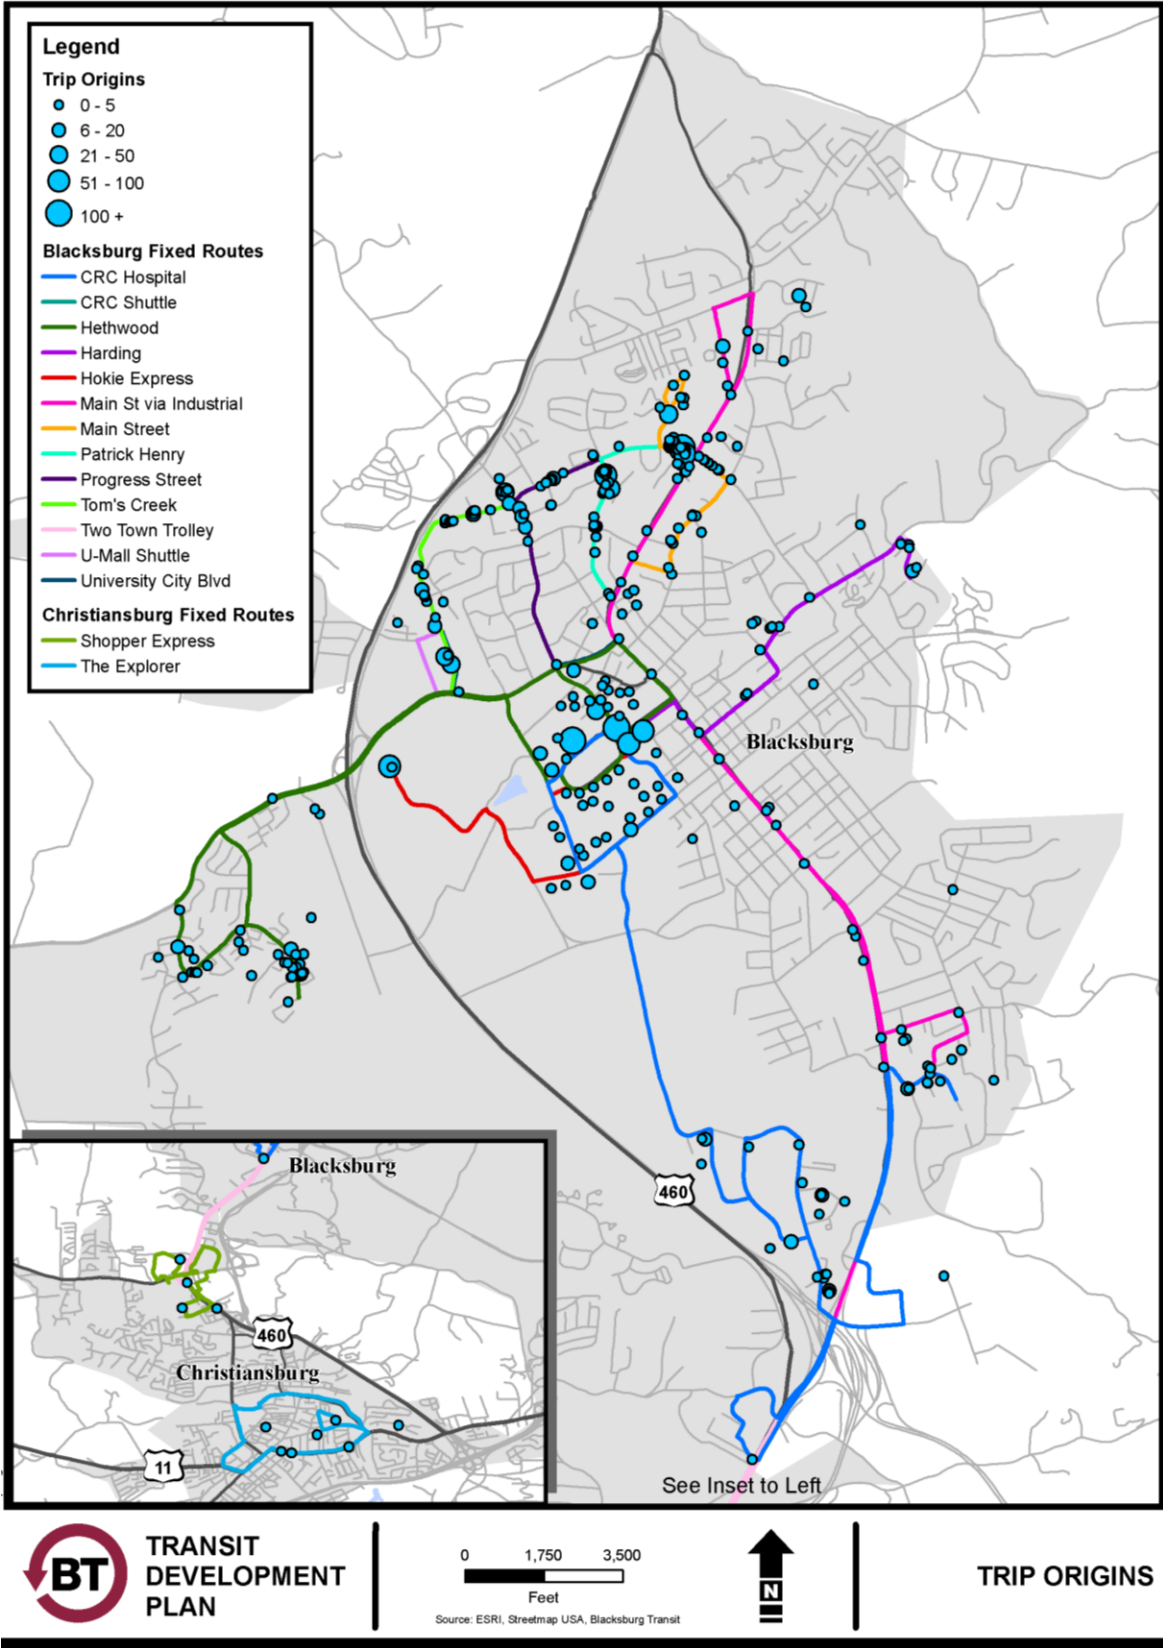 Legend
Trip Origins
0 - 5
6 - 20
21 - 50
51 - 100
100 +
Blacksburg Fixed Routes
CRC Hospital
CRC Shuttle
Hethwood
Harding
Hokie Express
Main St via Industrial
Main Street
Patrick Henry
Progress Street
Tom's Creek
Two Town Trolley
U-Mall Shuttle
University City Blvd
Christiansburg Fixed Routes
Shopper Express
The Explorer
Blacksburg
460
See Inset to Left
Blacksburg
460
Christiansburg
11
BT
TRANSIT
DEVELOPMENT
PLAN
0 1,750 3,500
Feet
Source: ESRI, Streetmap USA, Blacksburg Transit
N
TRIP ORIGINS